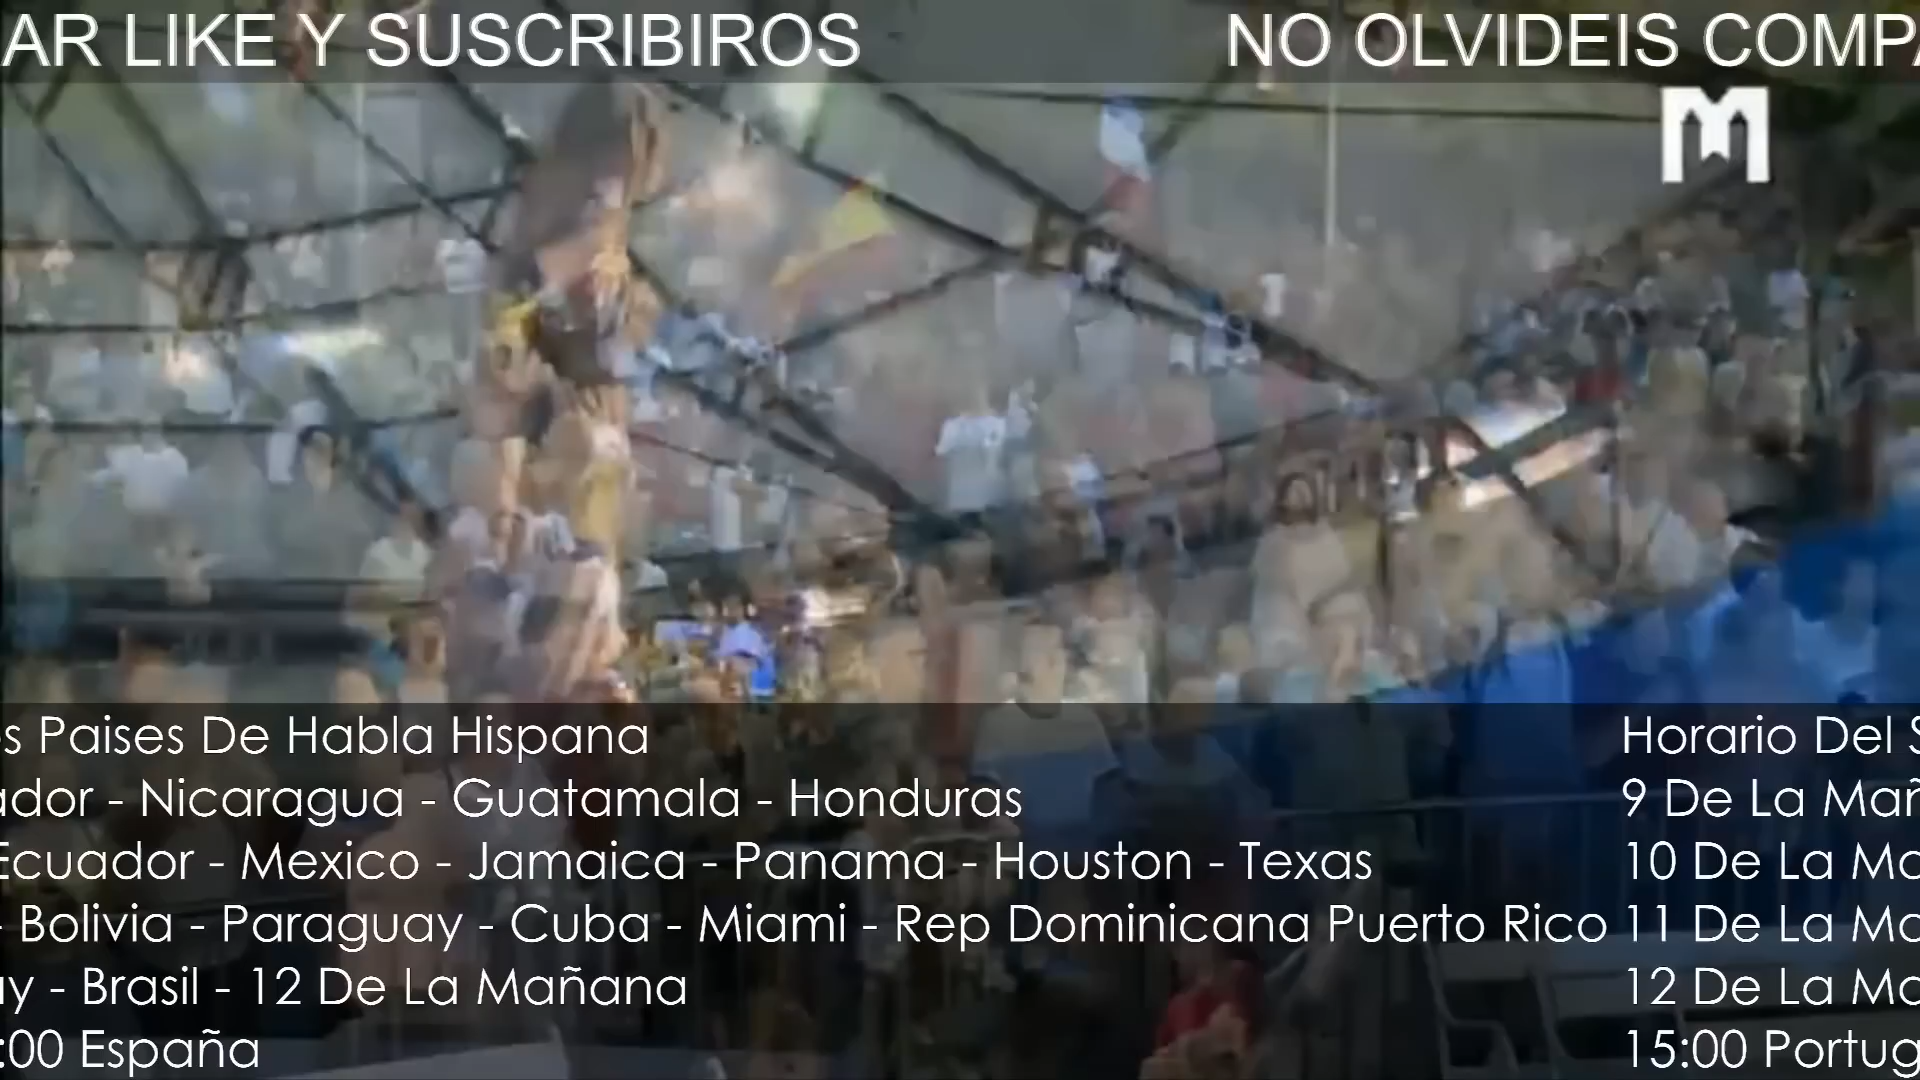 AR LIKE Y SUSCRIBIROS NO OLVIDEIS COMPA
M
s Paises De Habla Hispana Horario Del S
ador - Nicaragua - Guatamala - Honduras 9 De La Mañ
Ecuador - Mexico - Jamaica - Panama - Houston - Texas 10 De La Ma
- Bolivia - Paraguay - Cuba - Miami - Rep Dominicana Puerto Rico 11 De La Ma
ay - Brasil - 12 De La Mañana 12 De La Ma
:00 España 15:00 Portug